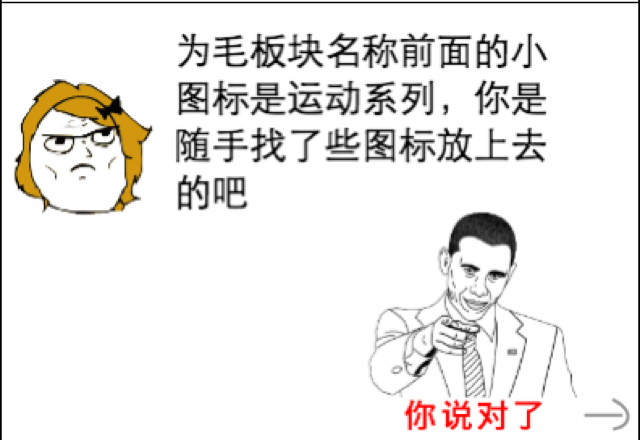 为毛板块名称前面的小
图标是运动系列，你是
随手找了些图标放上去
的吧
你说对了